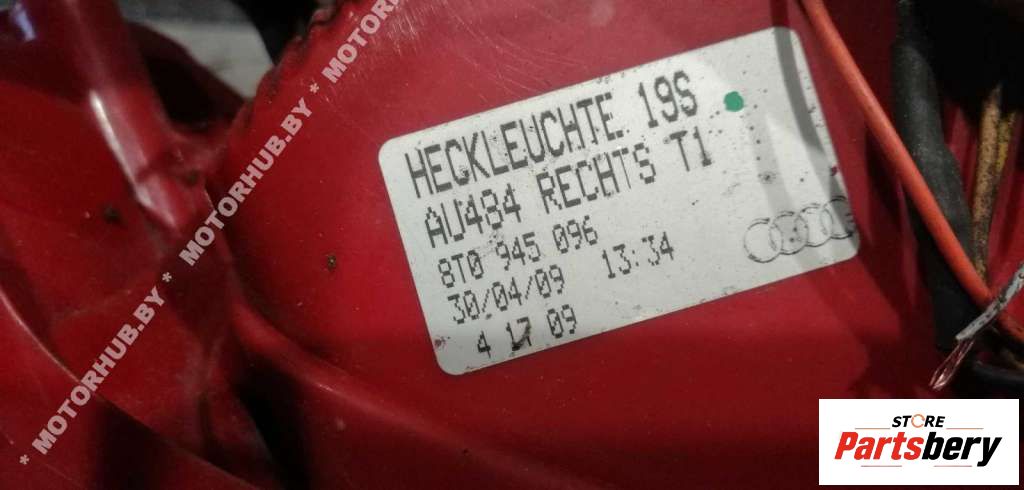 HECKLEUCHTE 19S
AU484 RECHTS T1
8T0 945 096
30/04/09 13:34
4 17 09
* MOTORHUB.BY * MOTORHUB.BY * MOTORHUB.BY *
STORE
Partsbery